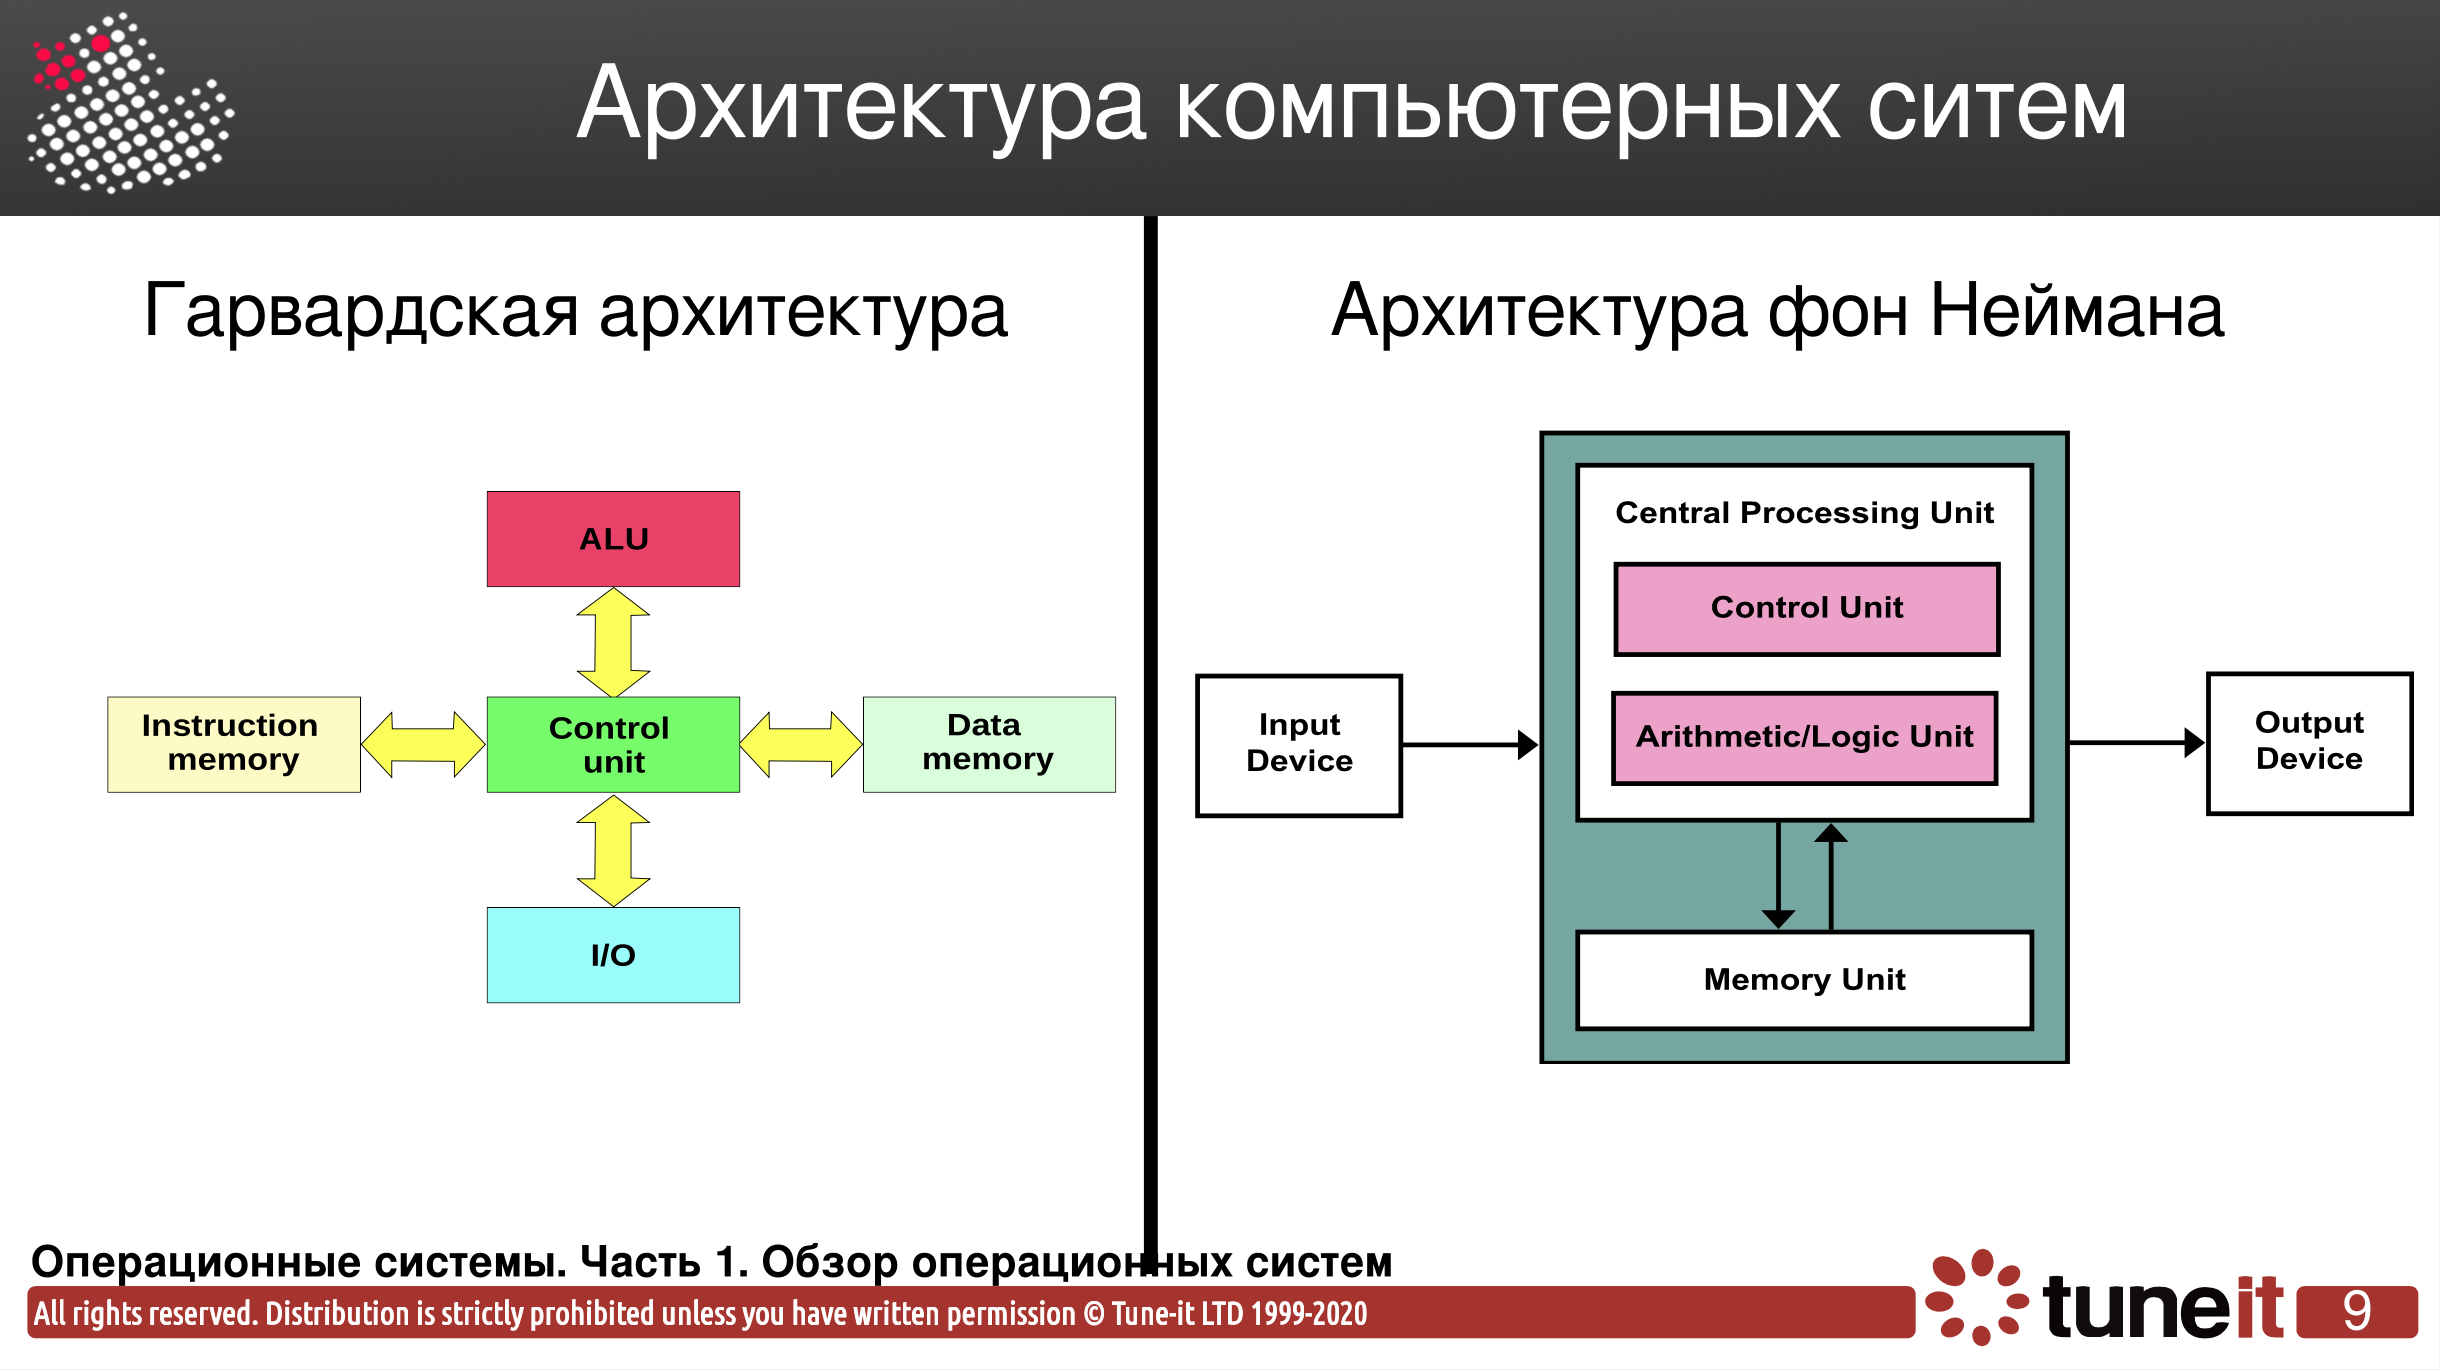 Архитектура компьютерных ситем
Гарвардская архитектура
ALU
Instruction
memory
Control
unit
Data
memory
I/O
Архитектура фон Неймана
Central Processing Unit
Control Unit
Arithmetic/Logic Unit
Input
Device
Output
Device
Memory Unit
Операционные системы. Часть 1. Обзор операционных систем
All rights reserved. Distribution is strictly prohibited unless you have written permission © Tune-it LTD 1999-2020
tuneit
9